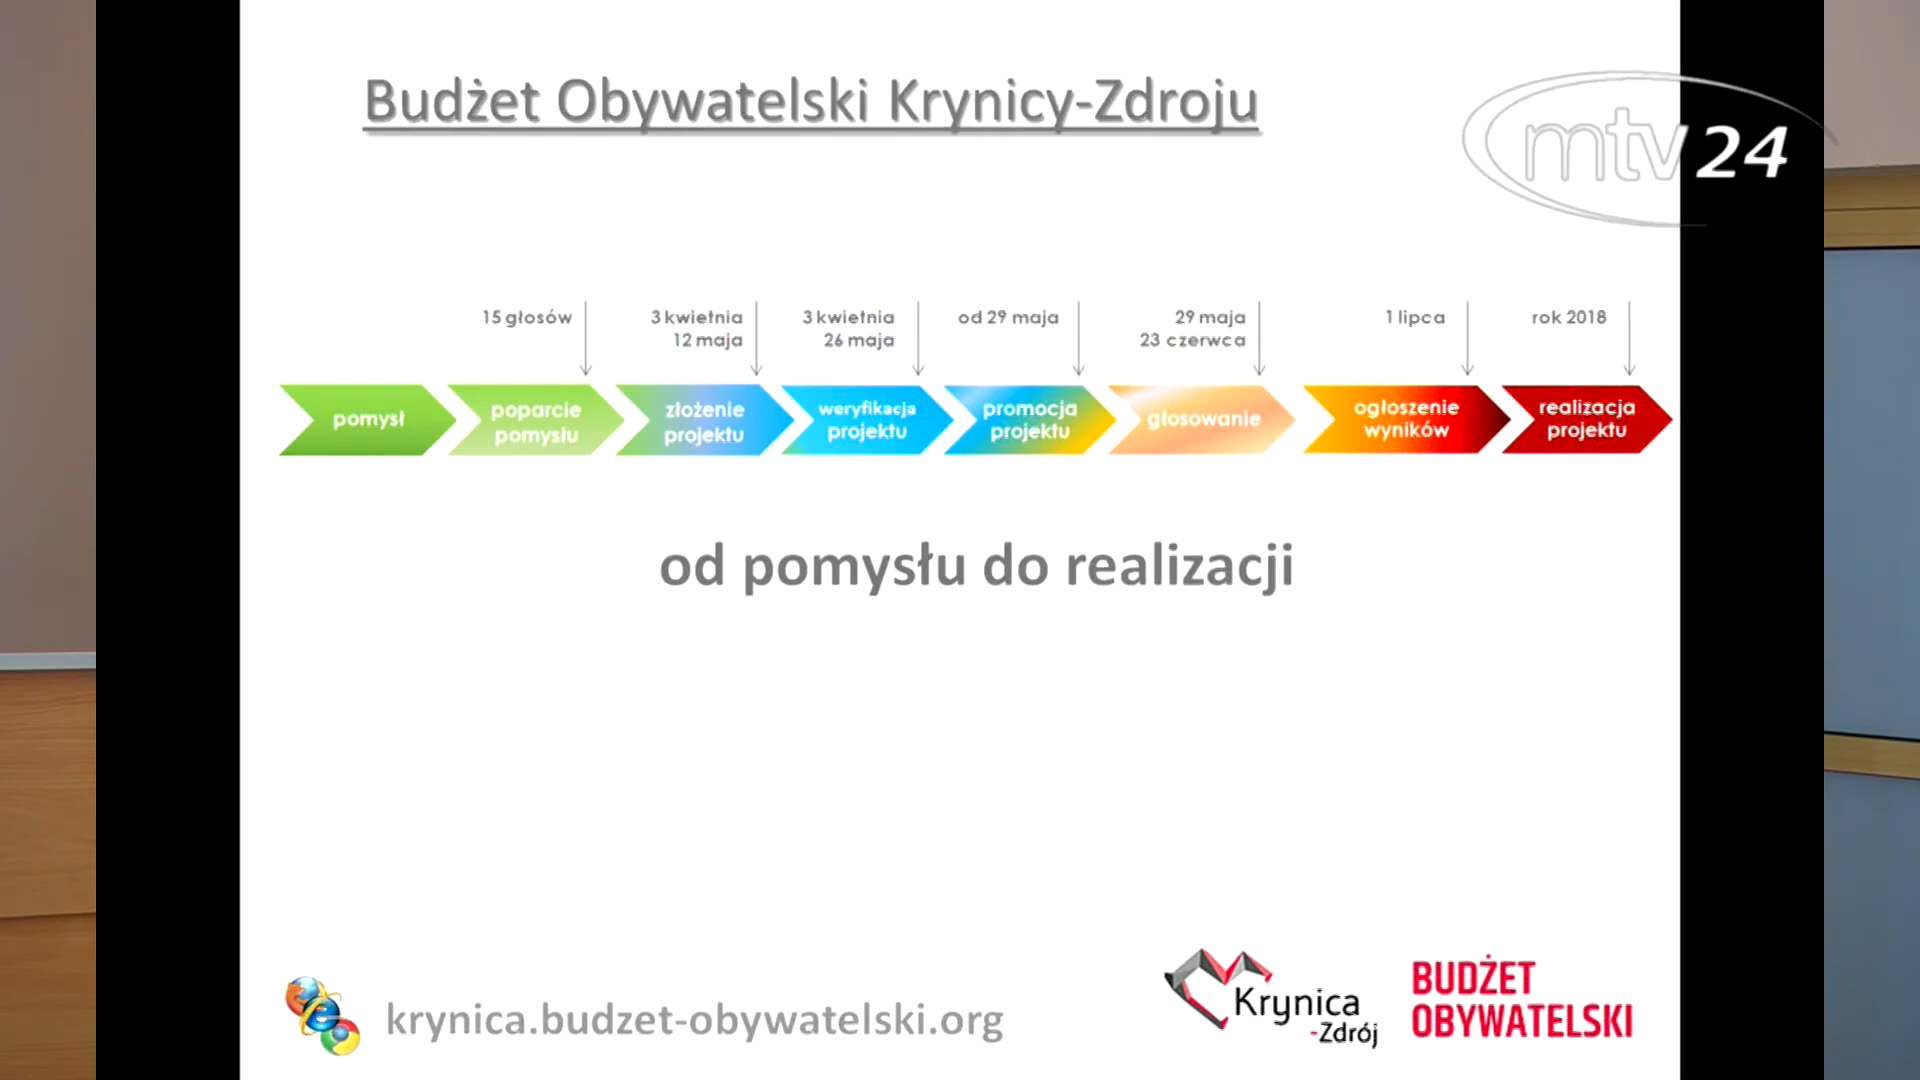 Budżet Obywatelski Krynicy-Zdroju
mtv24
15 głosów
3 kwietnia
12 maja
3 kwietnia
26 maja
od 29 maja
29 maja
23 czerwca
1 lipca
rok 2018
pomysł
poparcie
pomysłu
złożenie
projektu
weryfikacja
projektu
promocja
projektu
głosowanie
ogłoszenie
wyników
realizacja
projektu
od pomysłu do realizacji
krynica.budzet-obywatelski.org
Krynica
-Zdrój
BUDŻET
OBYWATELSKI